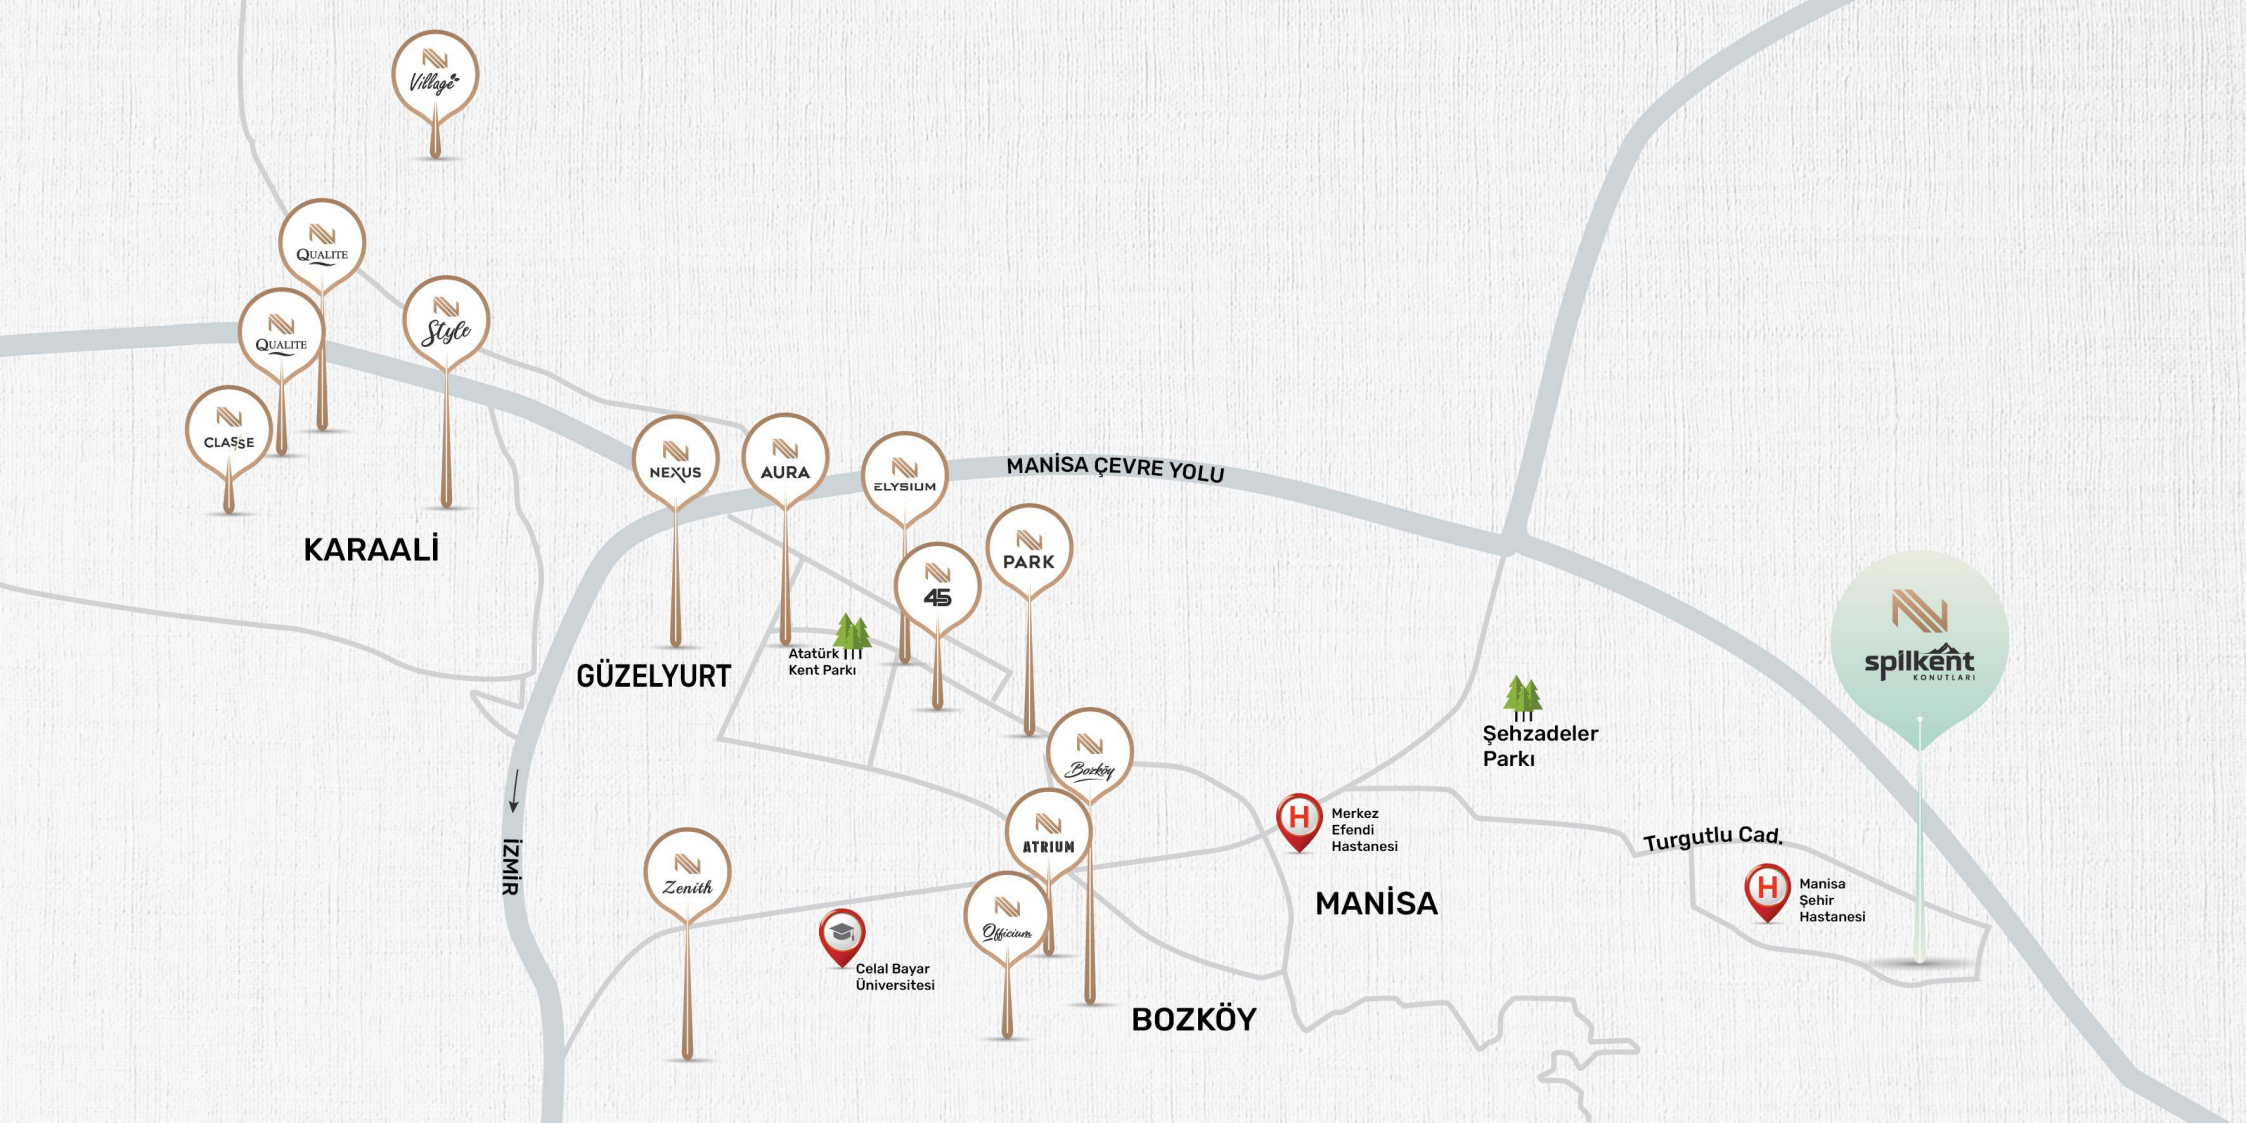 Village
QUALITE
QUALITE
Style
CLASSE
KARAALİ
NEXUS
AURA
ELYSIUM
MANİSA ÇEVRE YOLU
45
PARK
Atatürk
Kent Parkı
GÜZELYURT
spilkent
KONUTLARI
Şehzadeler
Parkı
Bozköy
ATRIUM
H
Merkez
Efendi
Hastanesi
Turgutlu Cad.
İZMİR
Zenith
H
Manisa
Şehir
Hastanesi
MANİSA
Officium
Celal Bayar
Üniversitesi
BOZKÖY